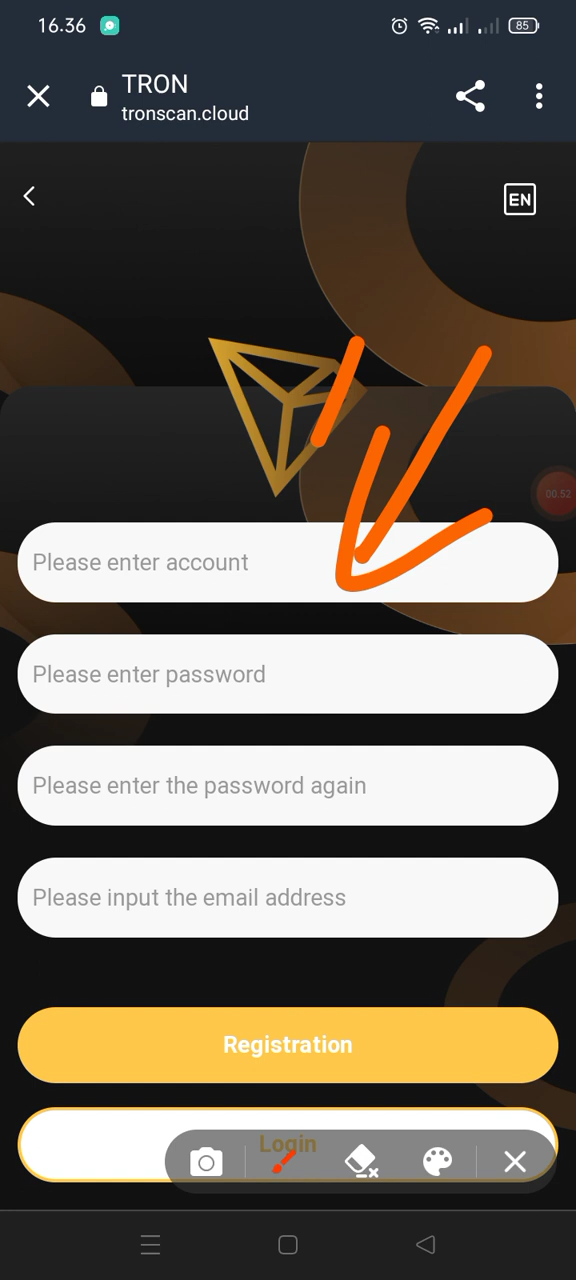 16.36
85
TRON
tronscan.cloud
EN
00.52
Please enter account
Please enter password
Please enter the password again
Please input the email address
Registration
Login